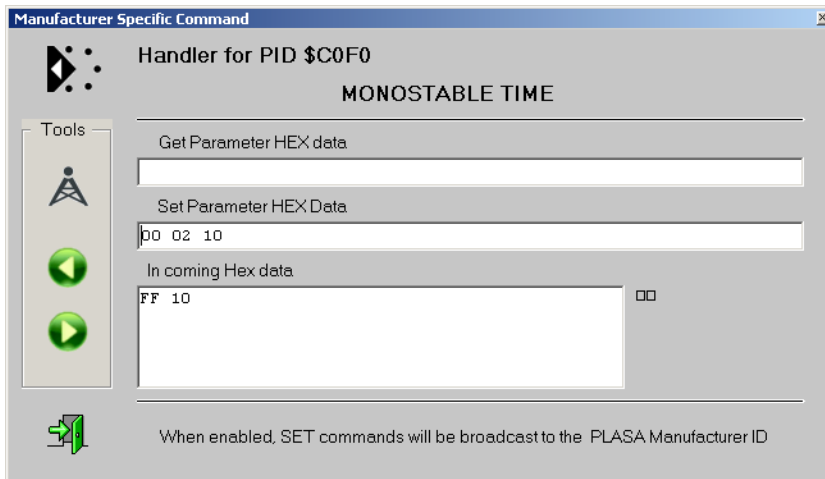 Manufacturer Specific Command
Handler for PID $C0F0
MONOSTABLE TIME
Tools
Get Parameter HEX data
Set Parameter HEX Data
00 02 10
In coming Hex data
FF 10
When enabled, SET commands will be broadcast to the PLASA Manufacturer ID